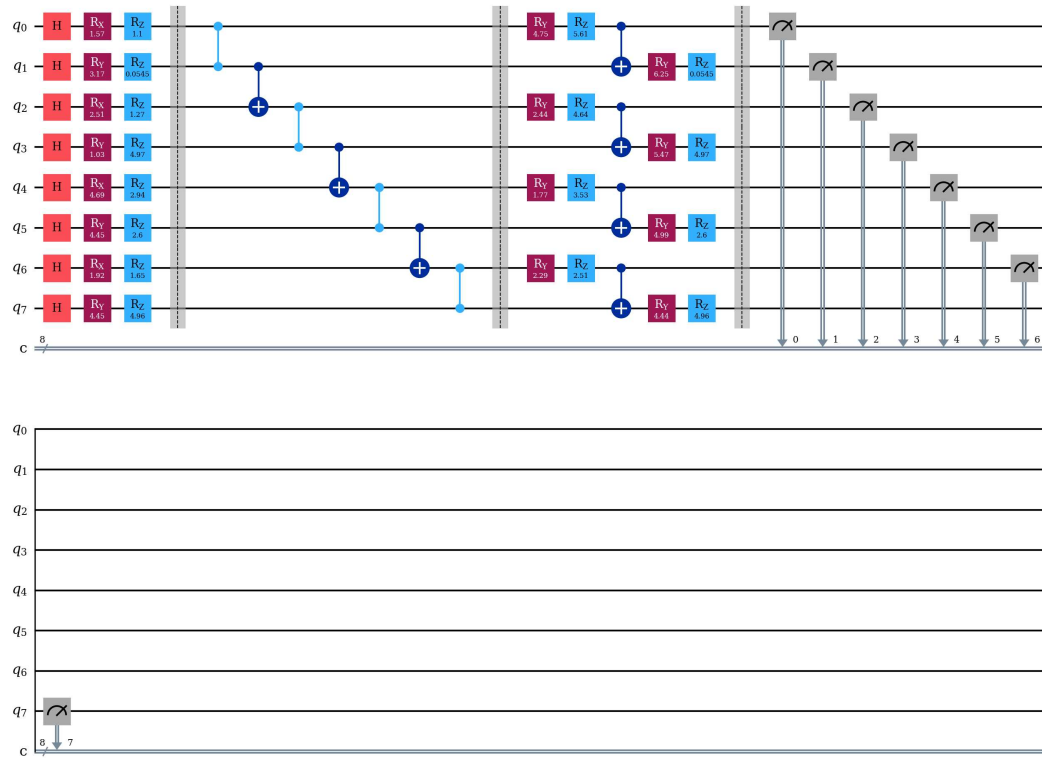 q0 H RX 1.57 RZ 1.1 RY 4.75 RZ 5.61
q1 H RY 3.17 RZ 0.0545 RY 6.25 RZ 0.0545
q2 H RX 2.51 RZ 1.27 RY 2.44 RZ 4.64
q3 H RY 1.03 RZ 4.97 RY 5.47 RZ 4.97
q4 H RX 4.69 RZ 2.94 RY 1.77 RZ 3.53
q5 H RY 4.45 RZ 2.6 RY 4.99 RZ 2.6
q6 H RX 1.92 RZ 1.65 RY 2.29 RZ 2.51
q7 H RY 4.45 RZ 4.96 RY 4.44 RZ 4.96
c 8 0 1 2 3 4 5 6
q0
q1
q2
q3
q4
q5
q6
q7
c 8 7